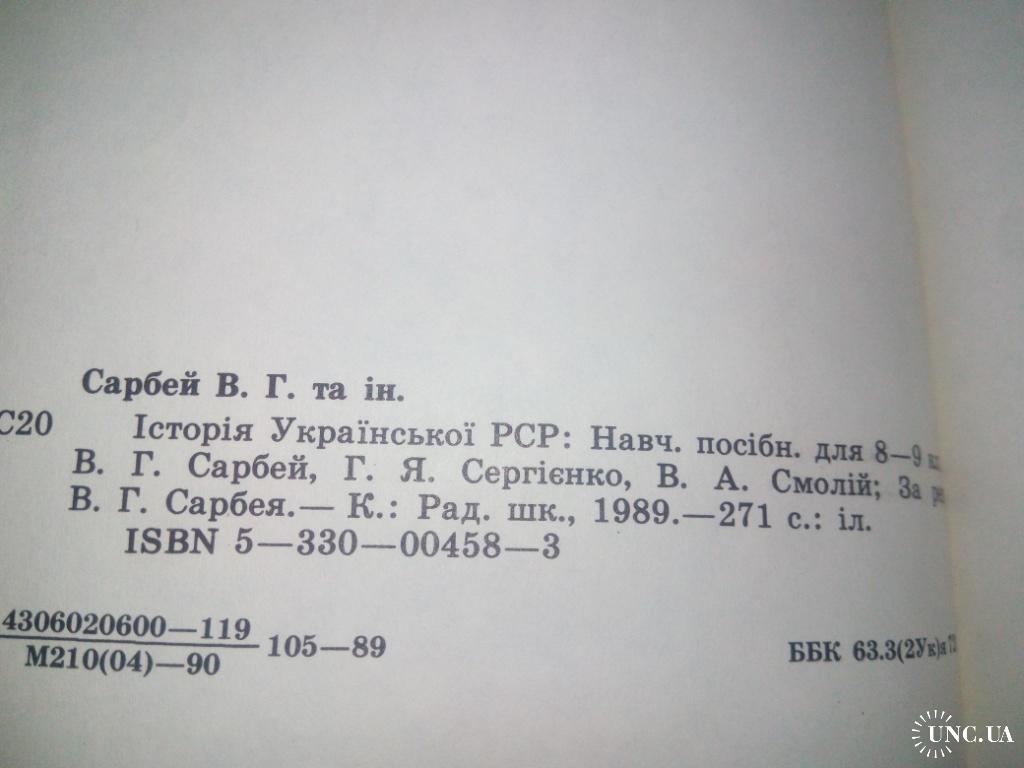 Сарбей В. Г. та ін.
С20 Історія Української РСР: Навч. посібн. для 8—9
В. Г. Сарбей, Г. Я. Сергієнко, В. А. Смолій; За
В. Г. Сарбея.— К.: Рад. шк., 1989.—271 с.: іл.
ISBN 5—330—00458—3
4306020600—119
М210(04)—90
105—89
ББК 63.3(2Ук)я
UNC.UA